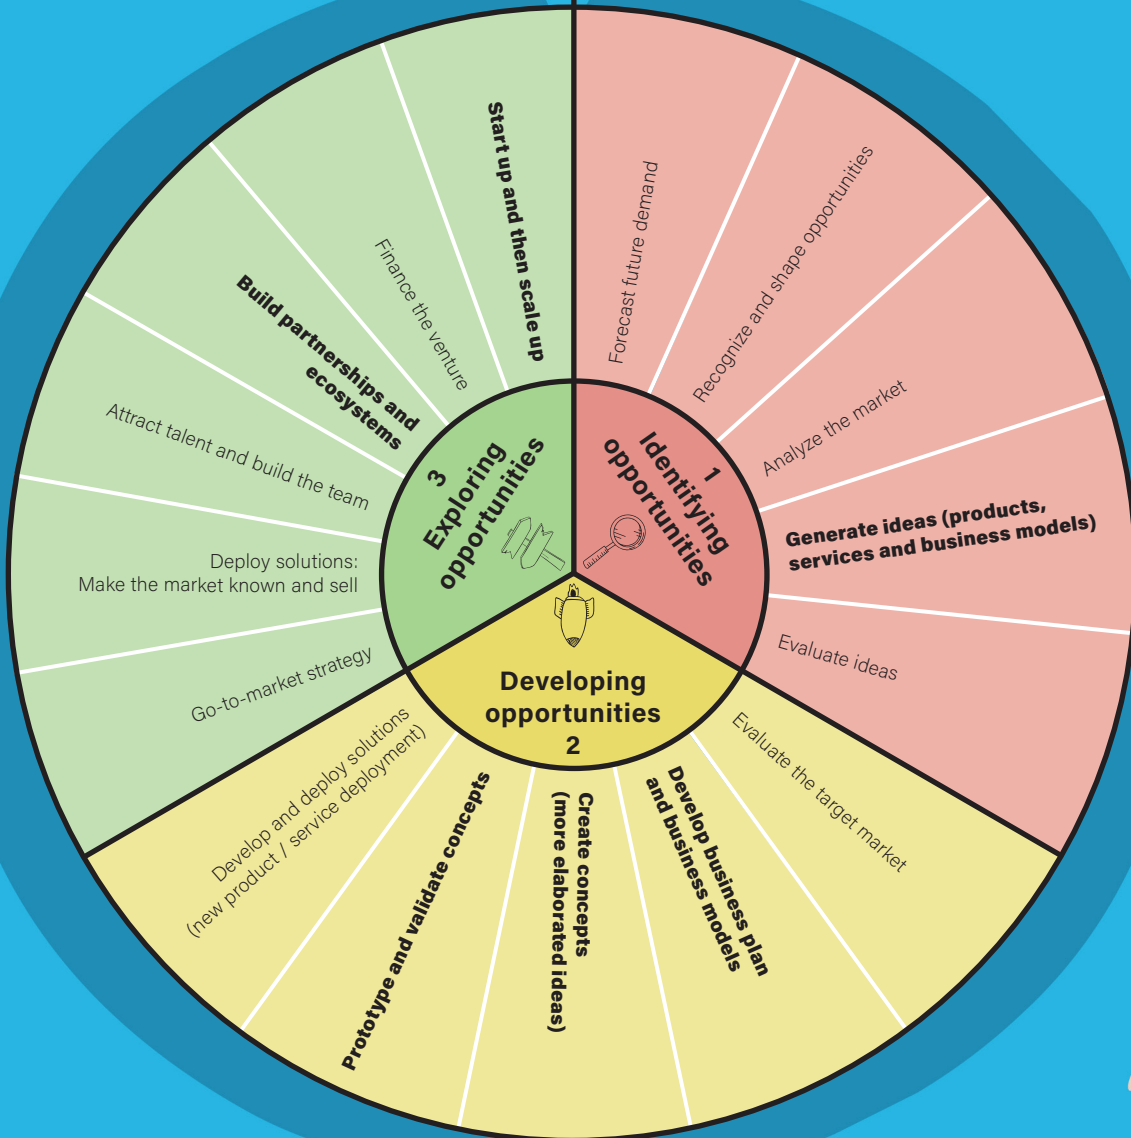 1
Identifying
opportunities
Forecast future demand
Recognize and shape opportunities
Analyze the market
Generate ideas (products,
services and business models)
Evaluate ideas
Developing
opportunities
2
Evaluate the target market
Develop business plan
and business models
Create concepts
(more elaborated ideas)
Prototype and validate concepts
Develop and deploy solutions
(new product / service deployment)
3
Exploring
opportunities
Go-to-market strategy
Deploy solutions:
Make the market known and sell
Attract talent and build the team
Build partnerships and
ecosystems
Finance the venture
Start up and then scale up